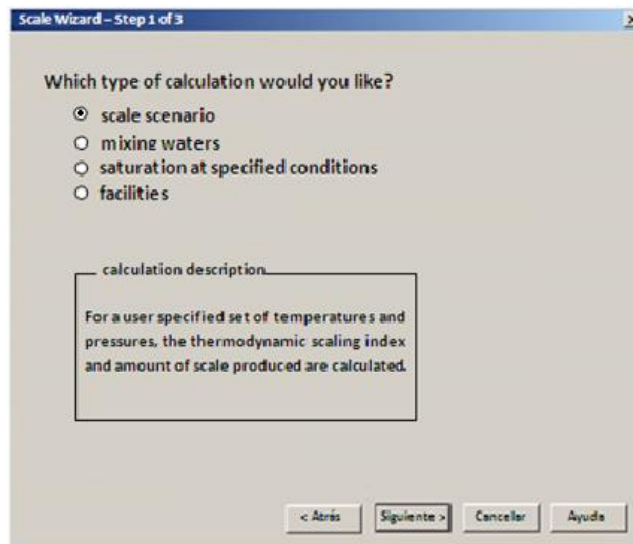 Scale Wizard – Step 1 of 3
Which type of calculation would you like?
scale scenario
mixing waters
saturation at specified conditions
facilities
calculation description
For a user specified set of temperatures and
pressures, the thermodynamic scaling index
and amount of scale produced are calculated.
< Atrás
Siguiente >
Cancellar
Ayuda